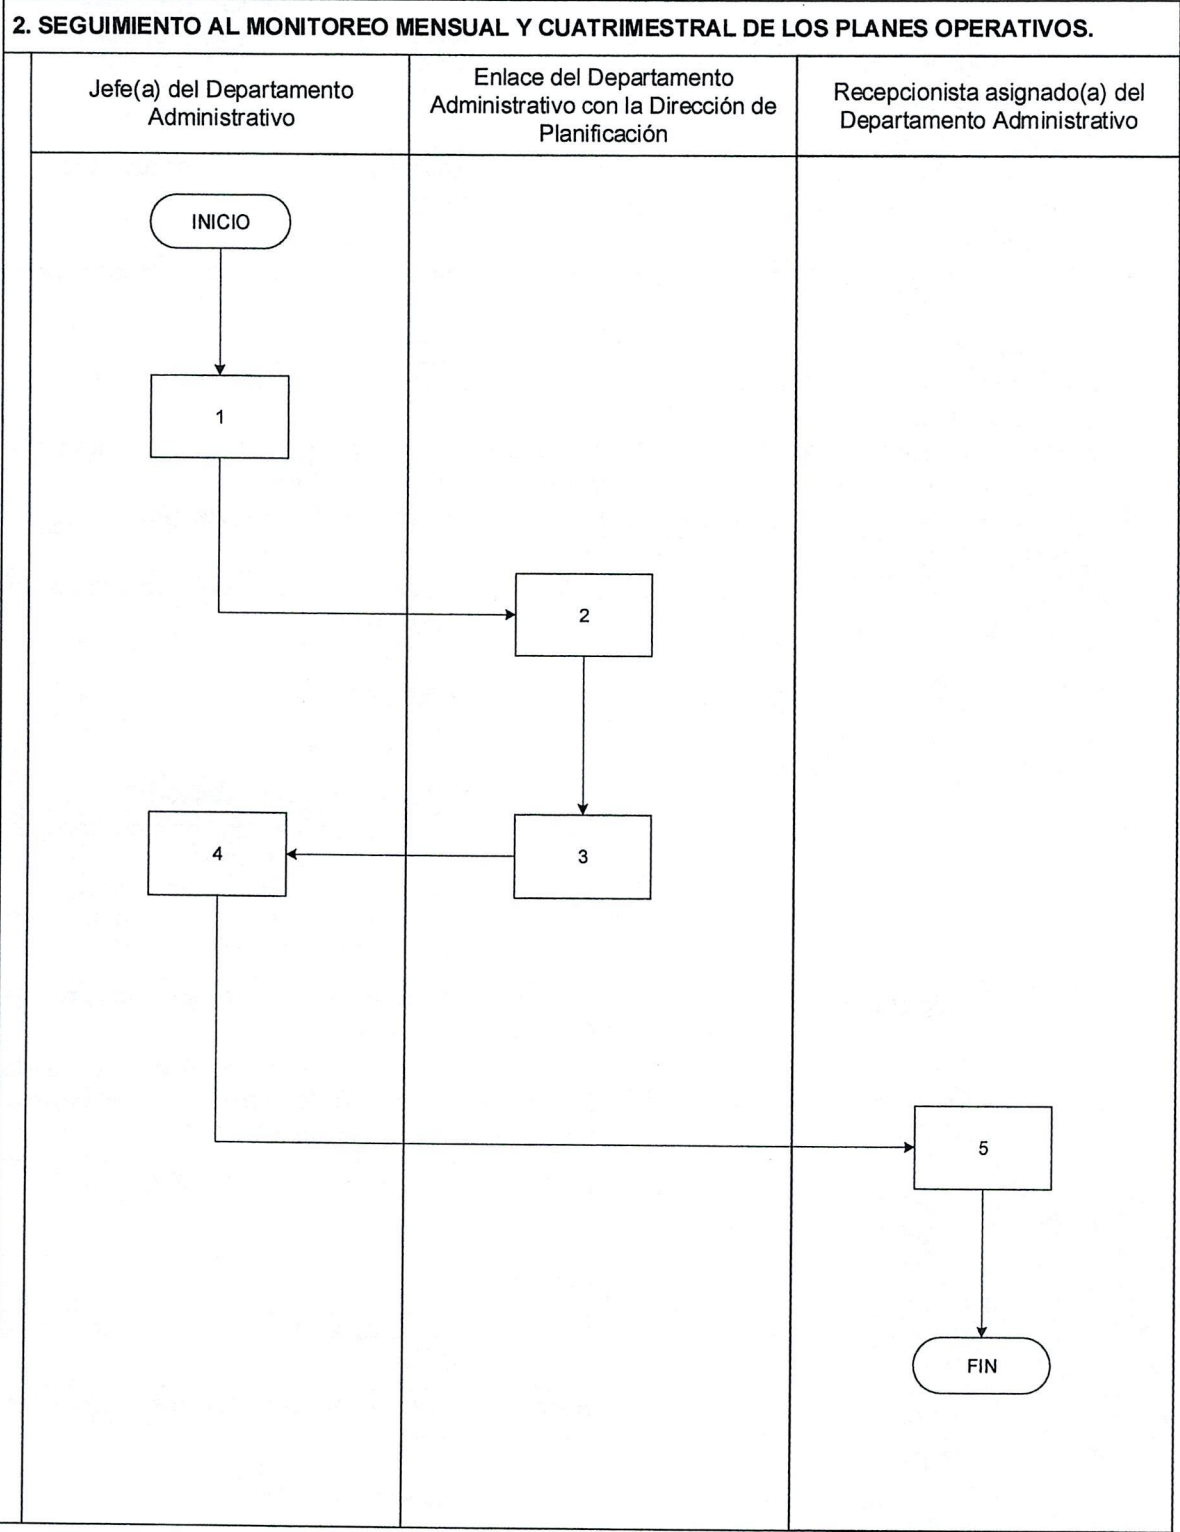 2. SEGUIMIENTO AL MONITOREO MENSUAL Y CUATRIMESTRAL DE LOS PLANES OPERATIVOS.
Jefe(a) del Departamento
Administrativo
Enlace del Departamento
Administrativo con la Dirección de
Planificación
Recepcionista asignado(a) del
Departamento Administrativo
INICIO
1
2
4
3
5
FIN